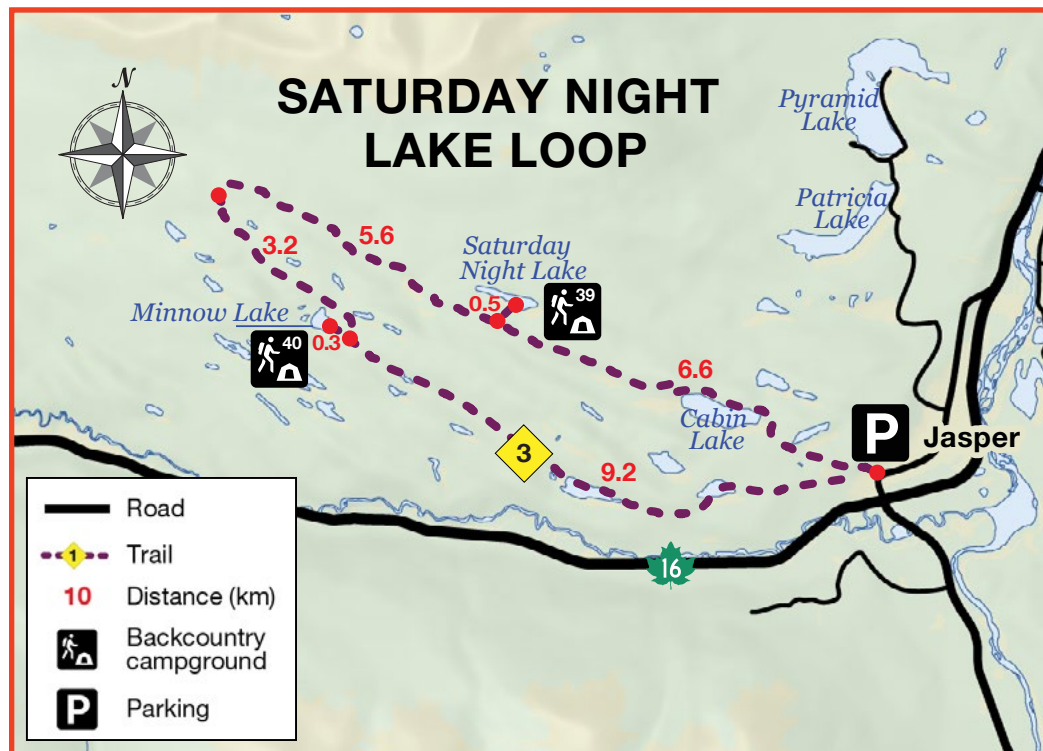 N
SATURDAY NIGHT
LAKE LOOP
Pyramid
Lake
Patricia
Lake
3.2
5.6
Saturday
Night Lake
0.5
39
Minnow Lake
40
0.3
6.6
Cabin
Lake
P
Jasper
3
9.2
16
Road
1
Trail
10
Distance (km)
Backcountry
campground
P
Parking